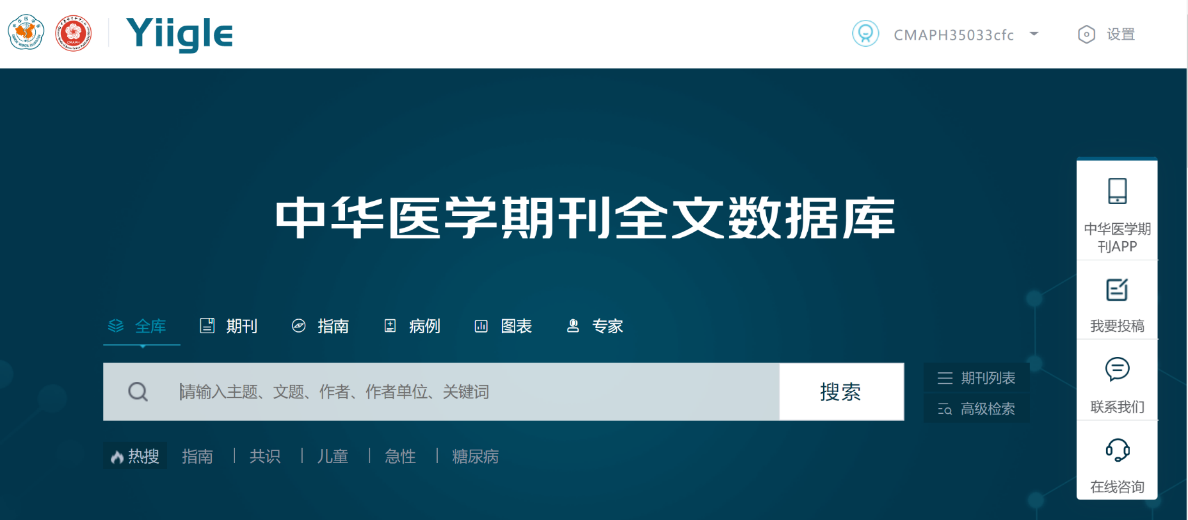 Yiigle
CMAPH35033cfc
设置
中华医学期刊全文数据库
全库 期刊 指南 病例 图表 专家
请输入主题、文题、作者、作者单位、关键词
搜索
期刊列表
高级检索
热搜 指南 | 共识 | 儿童 | 急性 | 糖尿病
中华医学期
刊APP
我要投稿
联系我们
在线咨询